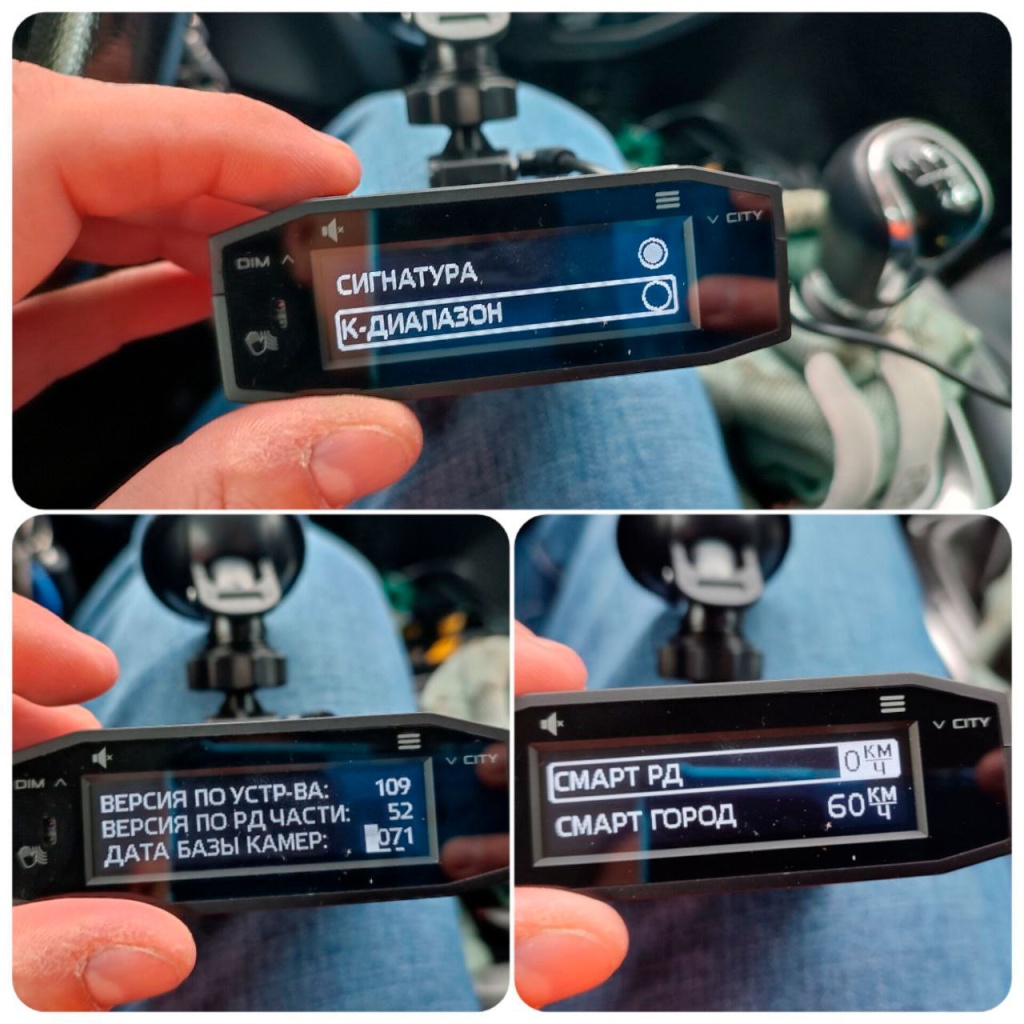 DIM ʌ
v CITY
СИГНАТУРА
К-ДИАПАЗОН
DIM ʌ
v CITY
ВЕРСИЯ ПО УСТР-ВА: 109
ВЕРСИЯ ПО РД ЧАСТИ: 52
ДАТА БАЗЫ КАМЕР: 071
v CITY
СМАРТ РД 0 КМ/Ч
СМАРТ ГОРОД 60 КМ/Ч